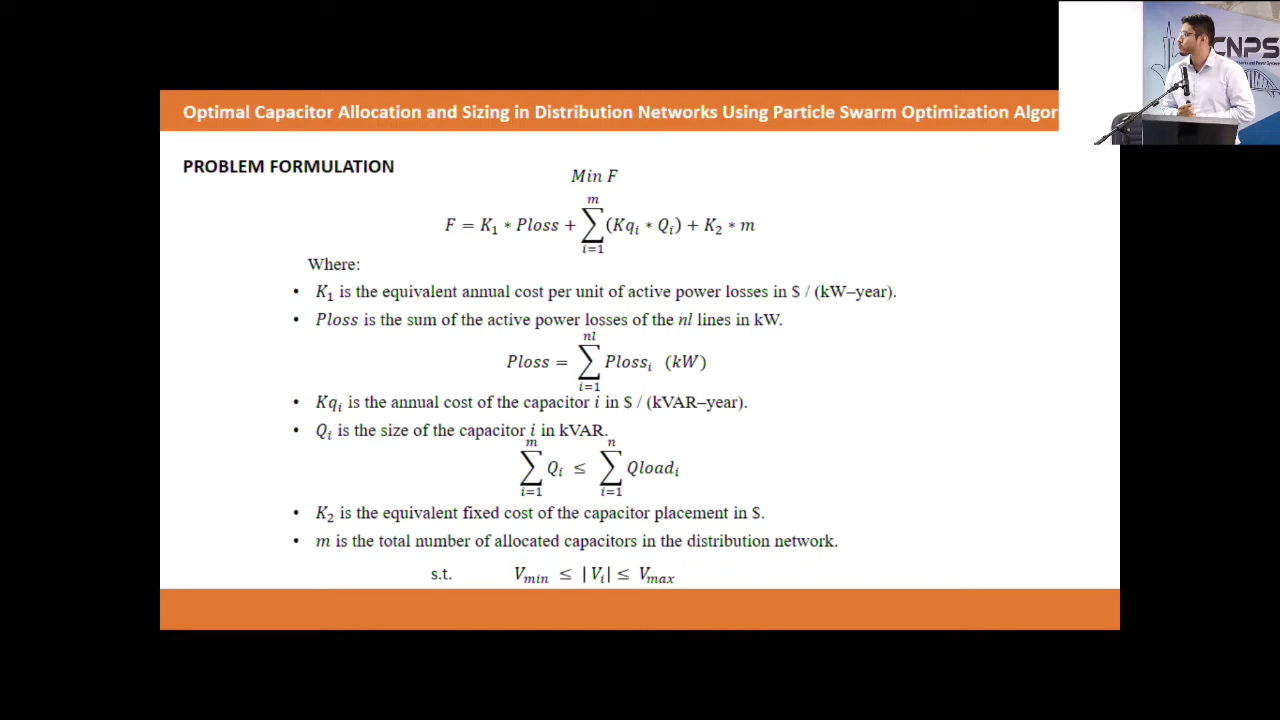 CNPS
Optimal Capacitor Allocation and Sizing in Distribution Networks Using Particle Swarm Optimization Algor
PROBLEM FORMULATION
Min F
F = K₁ * Ploss + ∑ᵢ₌₁ᵐ (Kqᵢ * Qᵢ) + K₂ * m
Where:
• K₁ is the equivalent annual cost per unit of active power losses in $ / (kW–year).
• Ploss is the sum of the active power losses of the nl lines in kW.
Ploss = ∑ᵢ₌₁ⁿˡ Plossᵢ (kW)
• Kqᵢ is the annual cost of the capacitor i in $ / (kVAR–year).
• Qᵢ is the size of the capacitor i in kVAR.
∑ᵢ₌₁ᵐ Qᵢ ≤ ∑ᵢ₌₁ⁿ Qloadᵢ
• K₂ is the equivalent fixed cost of the capacitor placement in $.
• m is the total number of allocated capacitors in the distribution network.
s.t. Vmin ≤ |Vᵢ| ≤ Vmax